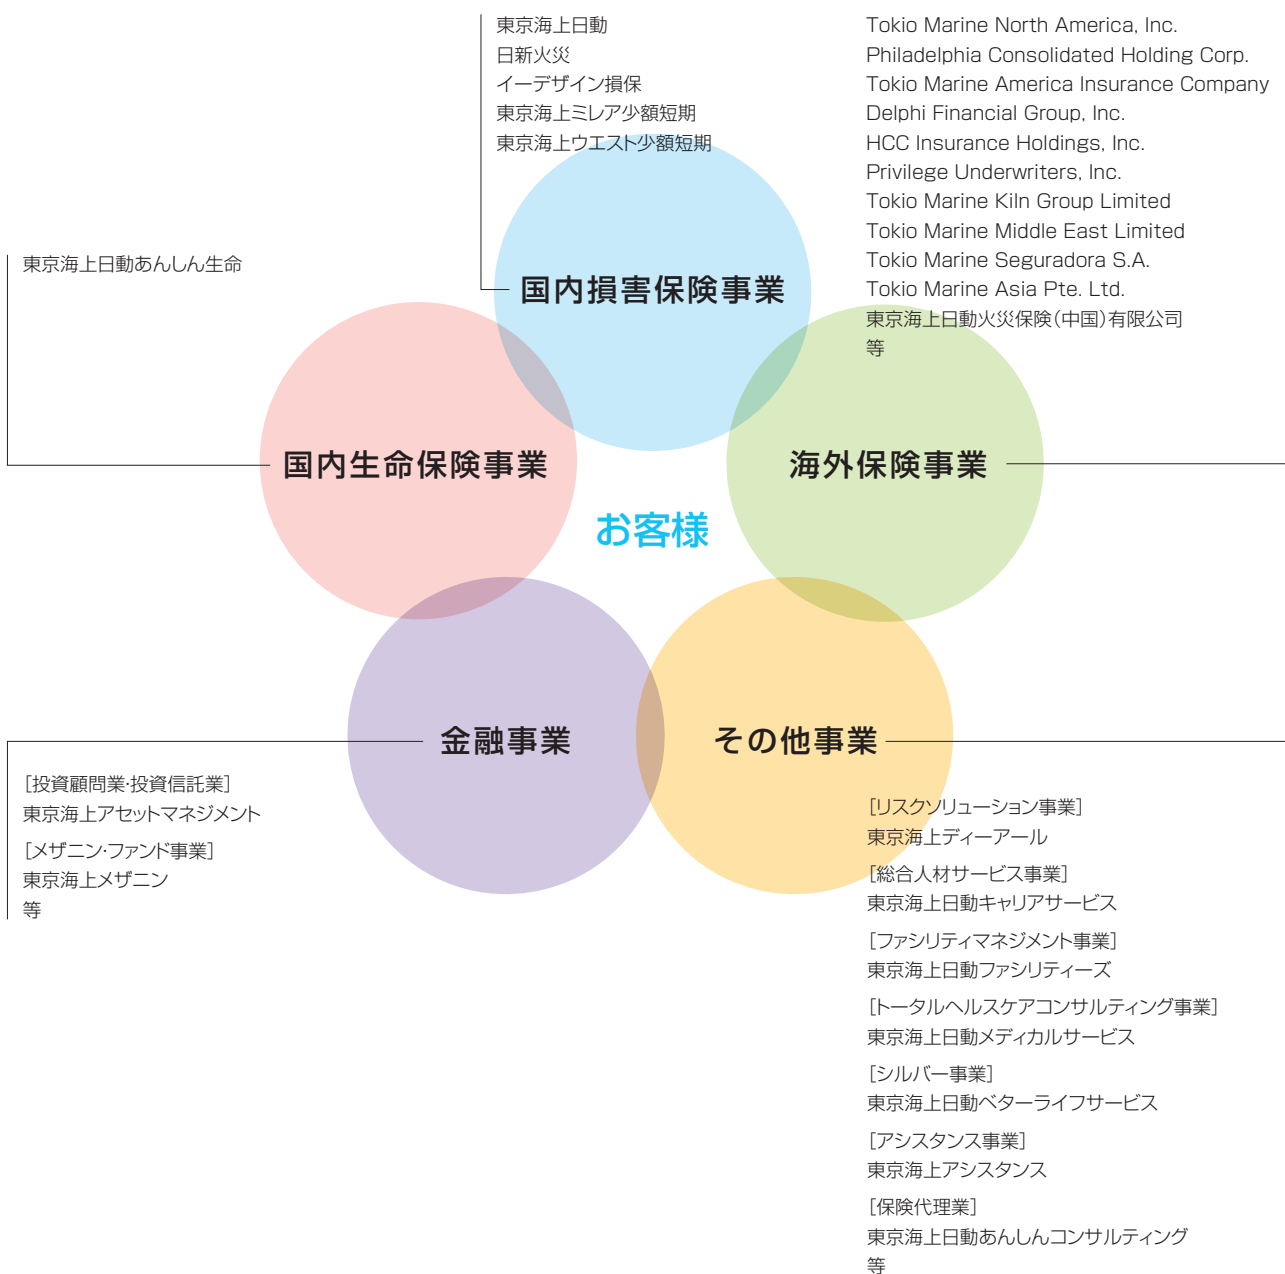 東京海上日動
日新火災
イーデザイン損保
東京海上ミレア少額短期
東京海上ウエスト少額短期
国内損害保険事業
Tokio Marine North America, Inc.
Philadelphia Consolidated Holding Corp.
Tokio Marine America Insurance Company
Delphi Financial Group, Inc.
HCC Insurance Holdings, Inc.
Privilege Underwriters, Inc.
Tokio Marine Kiln Group Limited
Tokio Marine Middle East Limited
Tokio Marine Seguradora S.A.
Tokio Marine Asia Pte. Ltd.
東京海上日動火災保険(中国)有限公司
等
海外保険事業
東京海上日動あんしん生命
国内生命保険事業
お客様
金融事業
[投資顧問業・投資信託業]
東京海上アセットマネジメント
[メザニン・ファンド事業]
東京海上メザニン
等
その他事業
[リスクソリューション事業]
東京海上ディーアール
[総合人材サービス事業]
東京海上日動キャリアサービス
[ファシリティマネジメント事業]
東京海上日動ファシリティーズ
[トータルヘルスケアコンサルティング事業]
東京海上日動メディカルサービス
[シルバー事業]
東京海上日動ベターライフサービス
[アシスタンス事業]
東京海上アシスタンス
[保険代理業]
東京海上日動あんしんコンサルティング
等